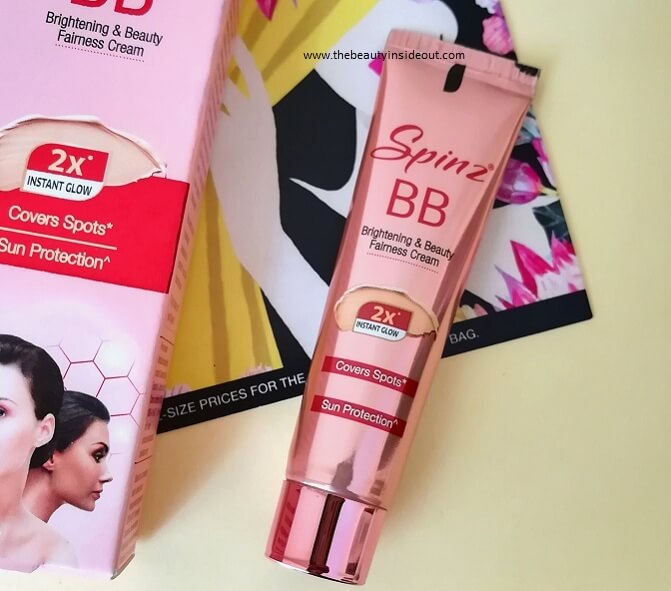 www.thebeautyinsideout.com
BB
Brightening & Beauty
Fairness Cream
2X*
INSTANT GLOW
Covers Spots*
Sun Protection^
Spinz®
BB
Brightening & Beauty
Fairness Cream
2X*
INSTANT GLOW
Covers Spots*
Sun Protection^
-SIZE PRICES FOR THE
BAG.